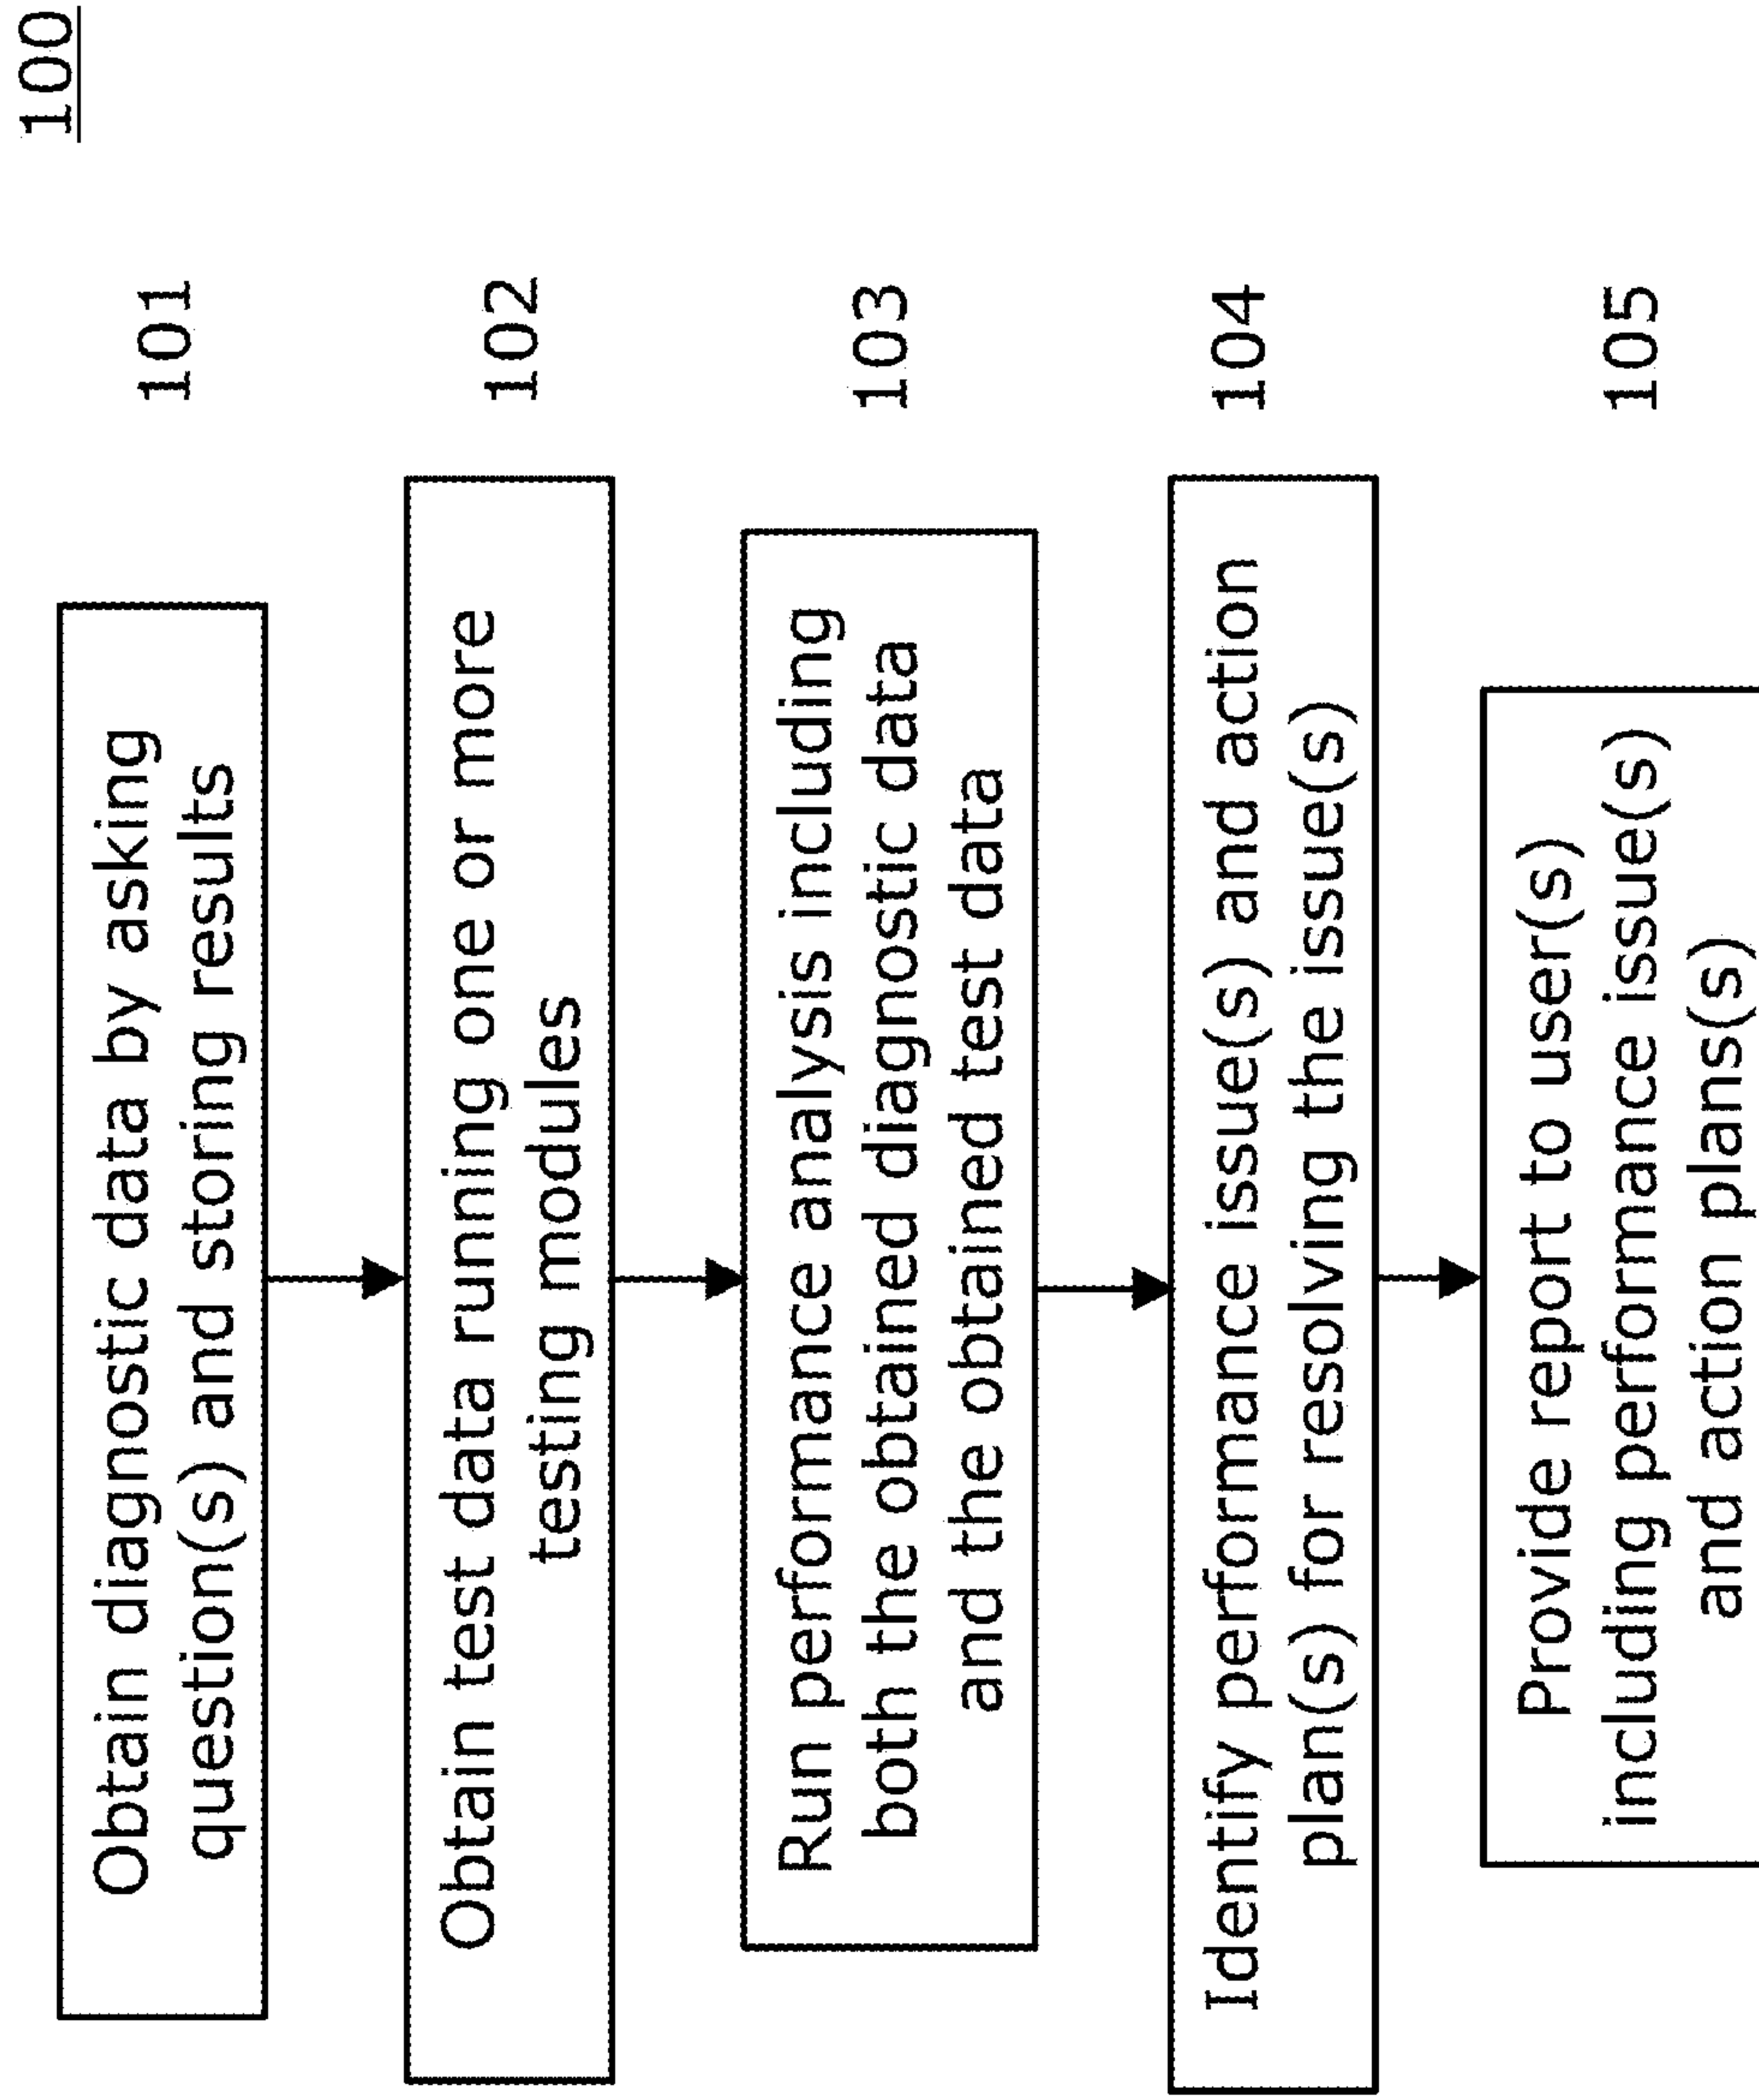 100
Obtain diagnostic data by asking
question(s) and storing results
101
Obtain test data running one or more
testing modules
102
Run performance analysis including
both the obtained diagnostic data
and the obtained test data
103
Identify performance issue(s) and action
plan(s) for resolving the issue(s)
104
Provide report to user(s)
including performance issue(s)
and action plans(s)
105